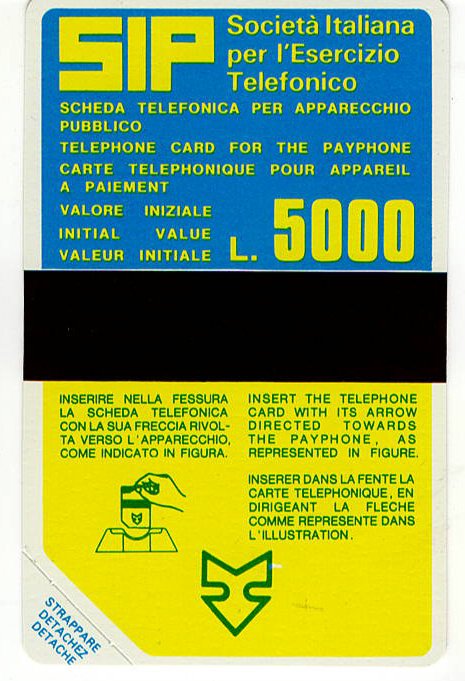 SIP
Società Italiana
per l'Esercizio
Telefonico
SCHEDA TELEFONICA PER APPARECCHIO
PUBBLICO
TELEPHONE CARD FOR THE PAYPHONE
CARTE TELEPHONIQUE POUR APPAREIL
A PAIEMENT
VALORE INIZIALE
INITIAL VALUE
VALEUR INITIALE
L. 5000
INSERIRE NELLA FESSURA
LA SCHEDA TELEFONICA
CON LA SUA FRECCIA RIVOL-
TA VERSO L'APPARECCHIO,
COME INDICATO IN FIGURA.
INSERT THE TELEPHONE
CARD WITH ITS ARROW
DIRECTED TOWARDS
THE PAYPHONE, AS
REPRESENTED IN FIGURE.
INSERER DANS LA FENTE LA
CARTE TELEPHONIQUE, EN
DIRIGEANT LA FLECHE
COMME REPRESENTE DANS
L'ILLUSTRATION.
STRAPPARE
DETACHEZ
DETACHE